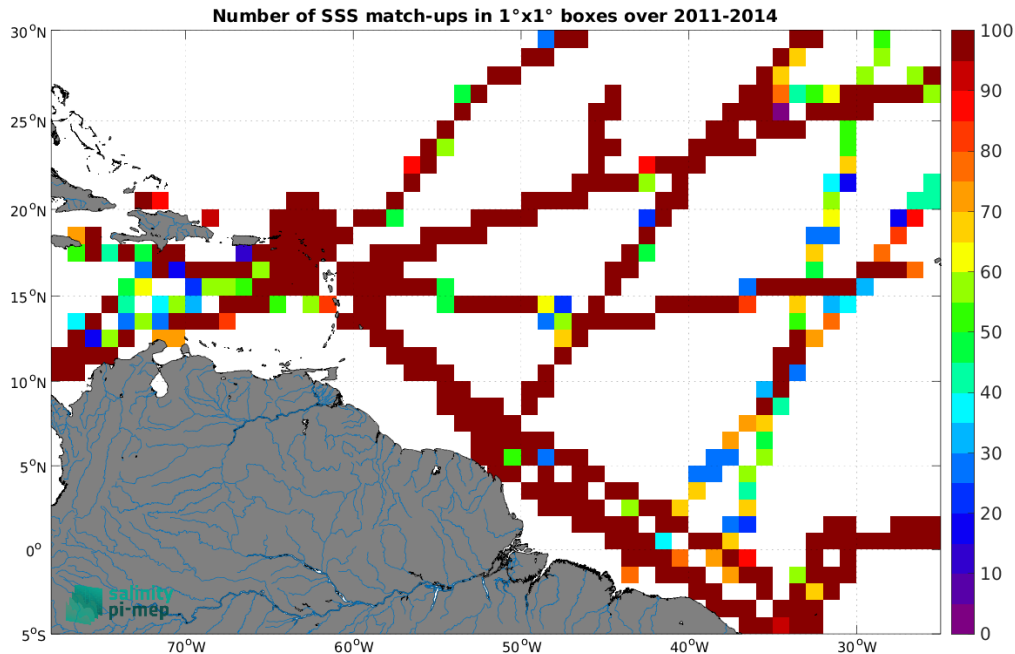 Number of SSS match-ups in 1°x1° boxes over 2011-2014
30°N
25°N
20°N
15°N
10°N
5°N
0°
5°S
70°W
60°W
50°W
40°W
30°W
100
90
80
70
60
50
40
30
20
10
0
salinity
pi-mep